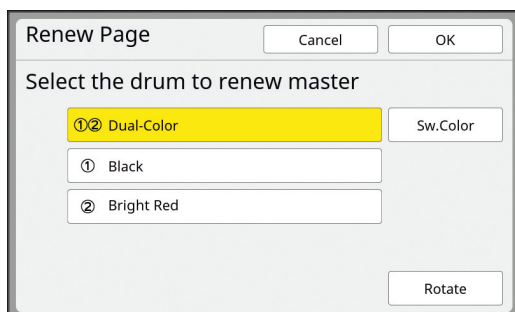 Renew Page
Cancel
OK
Select the drum to renew master
①② Dual-Color
Sw.Color
① Black
② Bright Red
Rotate